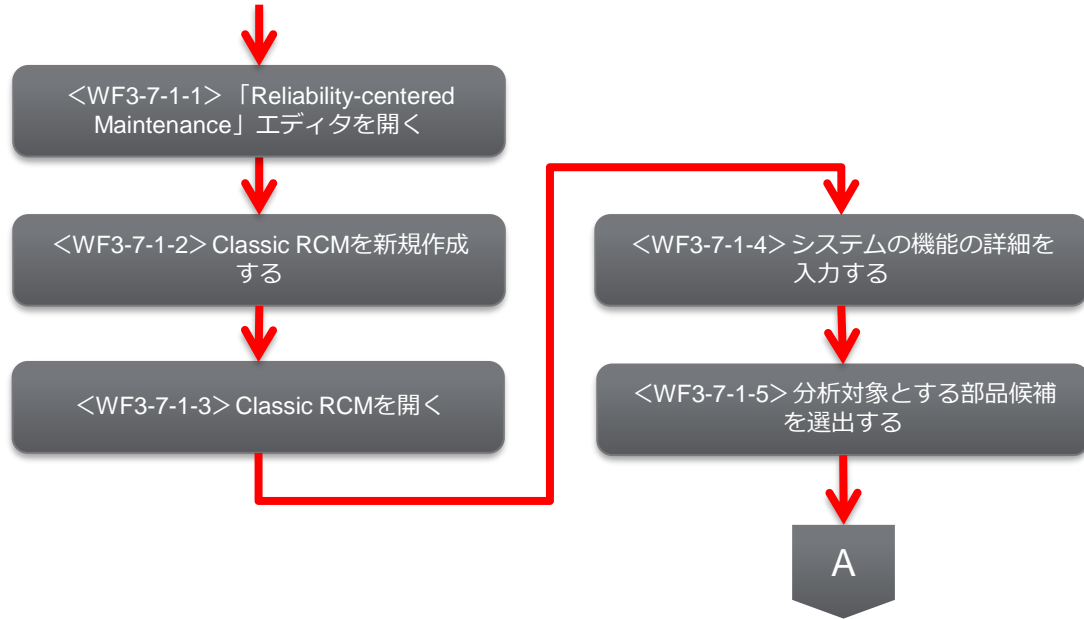 ＜WF3-7-1-1＞「Reliability-centered
Maintenance」エディタを開く
＜WF3-7-1-2＞Classic RCMを新規作成
する
＜WF3-7-1-3＞Classic RCMを開く
＜WF3-7-1-4＞システムの機能の詳細を
入力する
＜WF3-7-1-5＞分析対象とする部品候補
を選出する
A